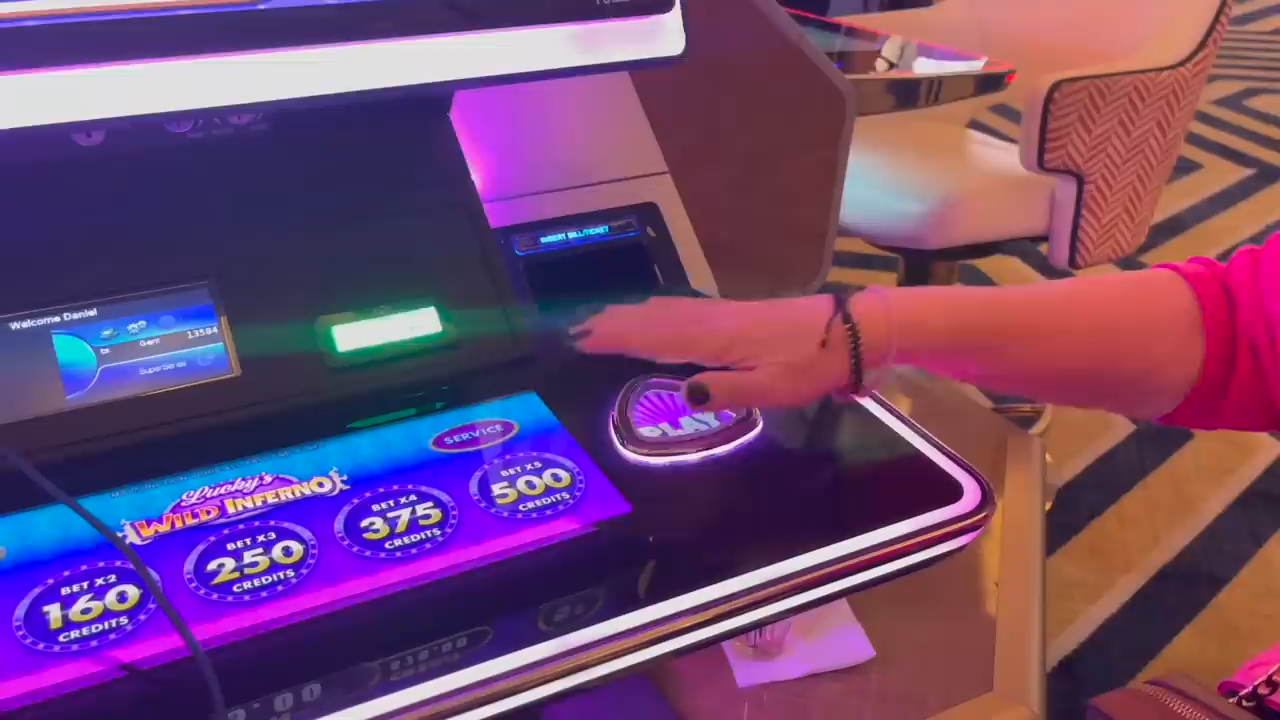 INSERT BILL/TICKET
Welcome Daniel
13584
SuperSeries
SERVICE
Lucky's
WILD INFERNO
BET X5
500
CREDITS
BET X4
375
CREDITS
BET X3
250
CREDITS
BET X2
160
CREDITS
PLAY